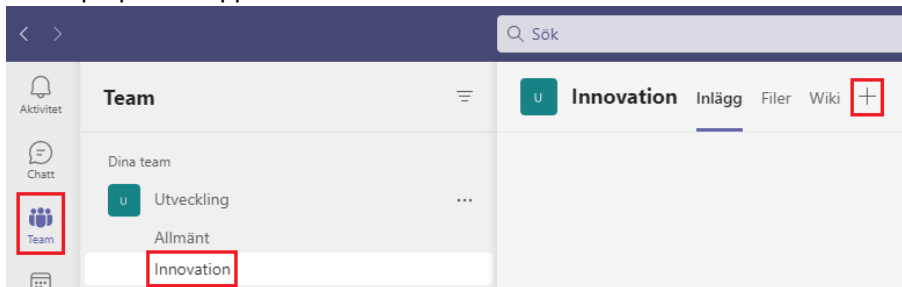 Sök
Aktivitet
Chatt
Team
Team
Dina team
U Utveckling ...
Allmänt
Innovation
U Innovation Inlägg Filer Wiki +